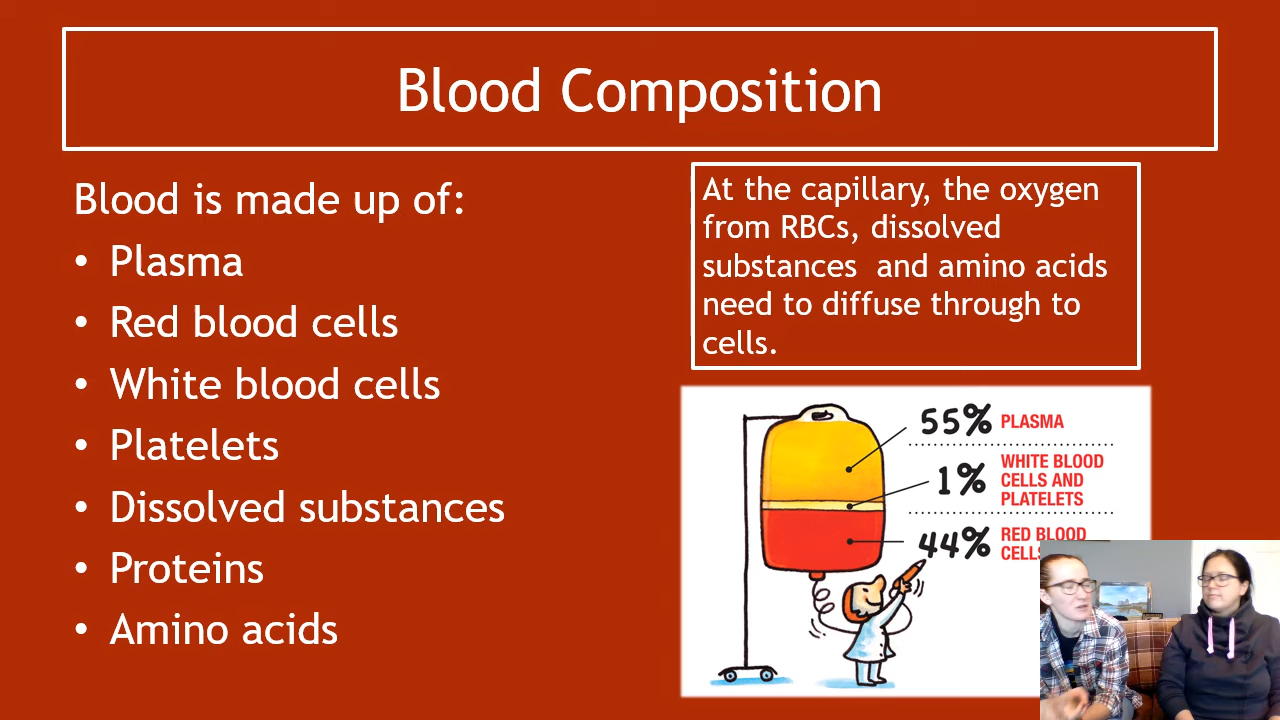 Blood Composition
Blood is made up of:
• Plasma
• Red blood cells
• White blood cells
• Platelets
• Dissolved substances
• Proteins
• Amino acids
At the capillary, the oxygen
from RBCs, dissolved
substances and amino acids
need to diffuse through to
cells.
55% PLASMA
1% WHITE BLOOD
CELLS AND
PLATELETS
44% RED BLOOD
CELLS